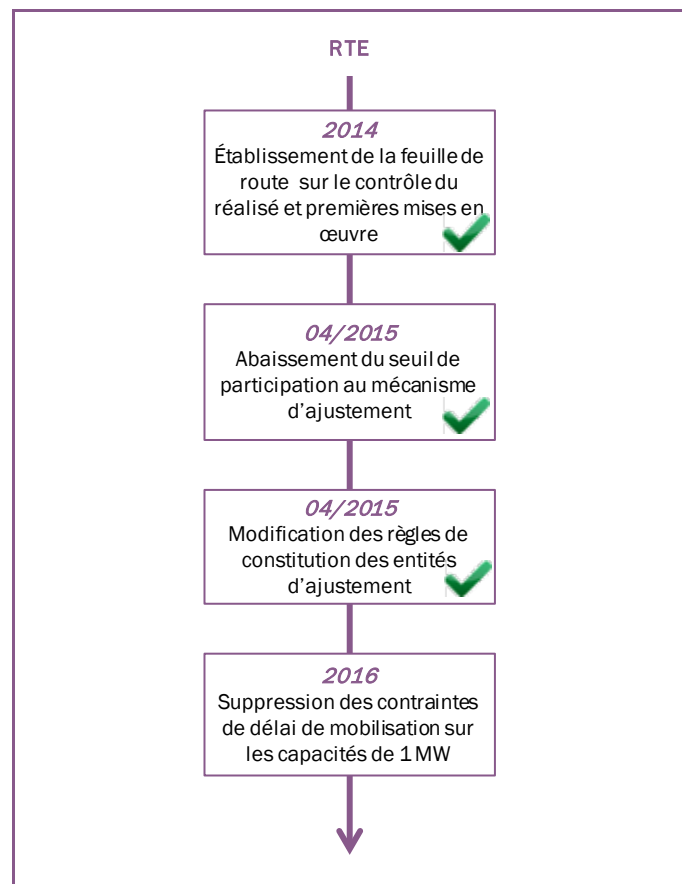 RTE
2014
Établissement de la feuille de
route sur le contrôle du
réalisé et premières mises en
œuvre
04/2015
Abaissement du seuil de
participation au mécanisme
d'ajustement
04/2015
Modification des règles de
constitution des entités
d'ajustement
2016
Suppression des contraintes
de délai de mobilisation sur
les capacités de 1 MW